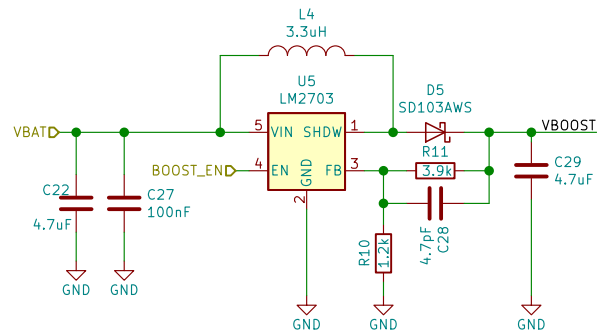 L4
3.3uH
U5
LM2703
D5
SD103AWS
VBAT
5 VIN SHDW 1
VBOOST
R11
BOOST_EN
4 EN GND FB 3
3.9k
C29
4.7uF
C22
4.7uF
C27
100nF
2
4.7pF
C28
R10
1.2k
GND
GND
GND
GND
GND